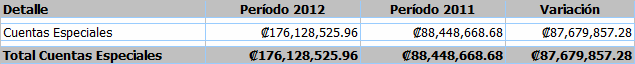 Detalle Período 2012 Período 2011 Variación
Cuentas Especiales ₡176,128,525.96 ₡88,448,668.68 ₡87,679,857.28
Total Cuentas Especiales ₡176,128,525.96 ₡88,448,668.68 ₡87,679,857.28